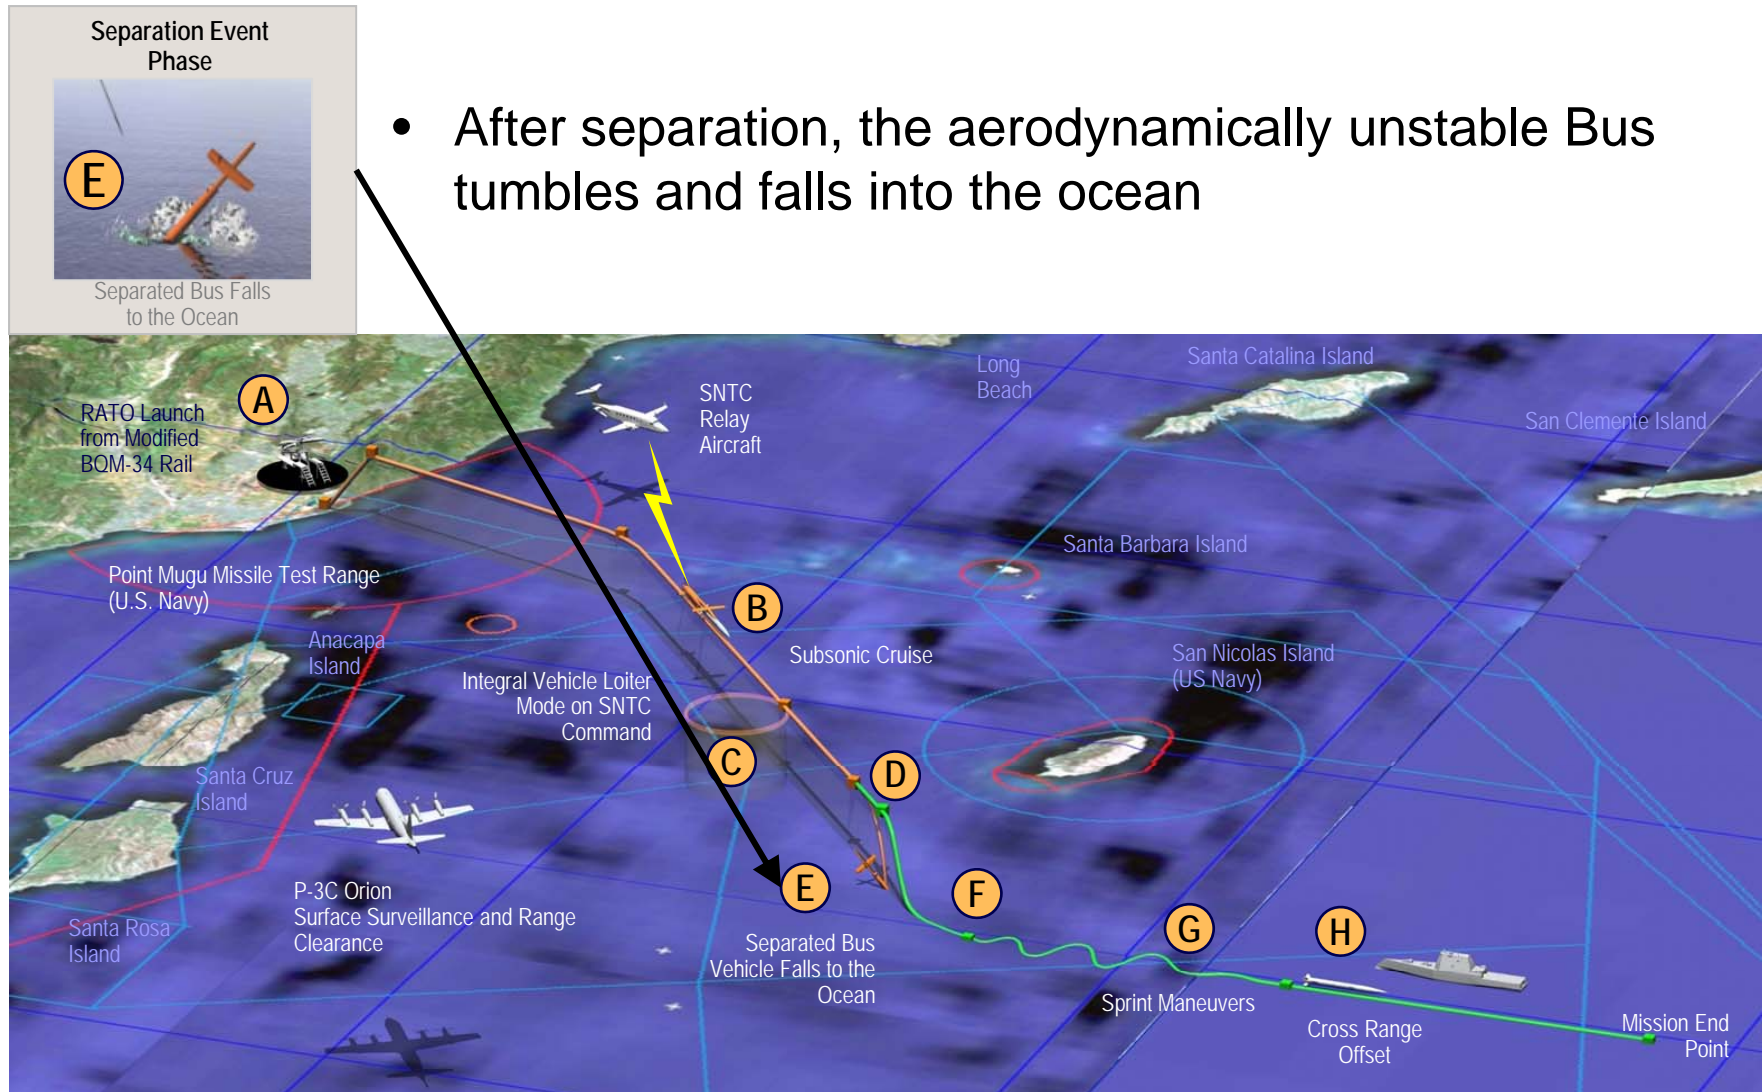 Separation Event
Phase
E
Separated Bus Falls
to the Ocean
• After separation, the aerodynamically unstable Bus
tumbles and falls into the ocean
A
RATO Launch
from Modified
BQM-34 Rail
SNTC
Relay
Aircraft
Long
Beach
Santa Catalina Island
San Clemente Island
Point Mugu Missile Test Range
(U.S. Navy)
Santa Barbara Island
B
Anacapa
Island
Subsonic Cruise
San Nicolas Island
(US Navy)
Integral Vehicle Loiter
Mode on SNTC
Command
C
D
Santa Cruz
Island
E
F
P-3C Orion
Surface Surveillance and Range
Clearance
Santa Rosa
Island
G
H
Separated Bus
Vehicle Falls to the
Ocean
Sprint Maneuvers
Cross Range
Offset
Mission End
Point